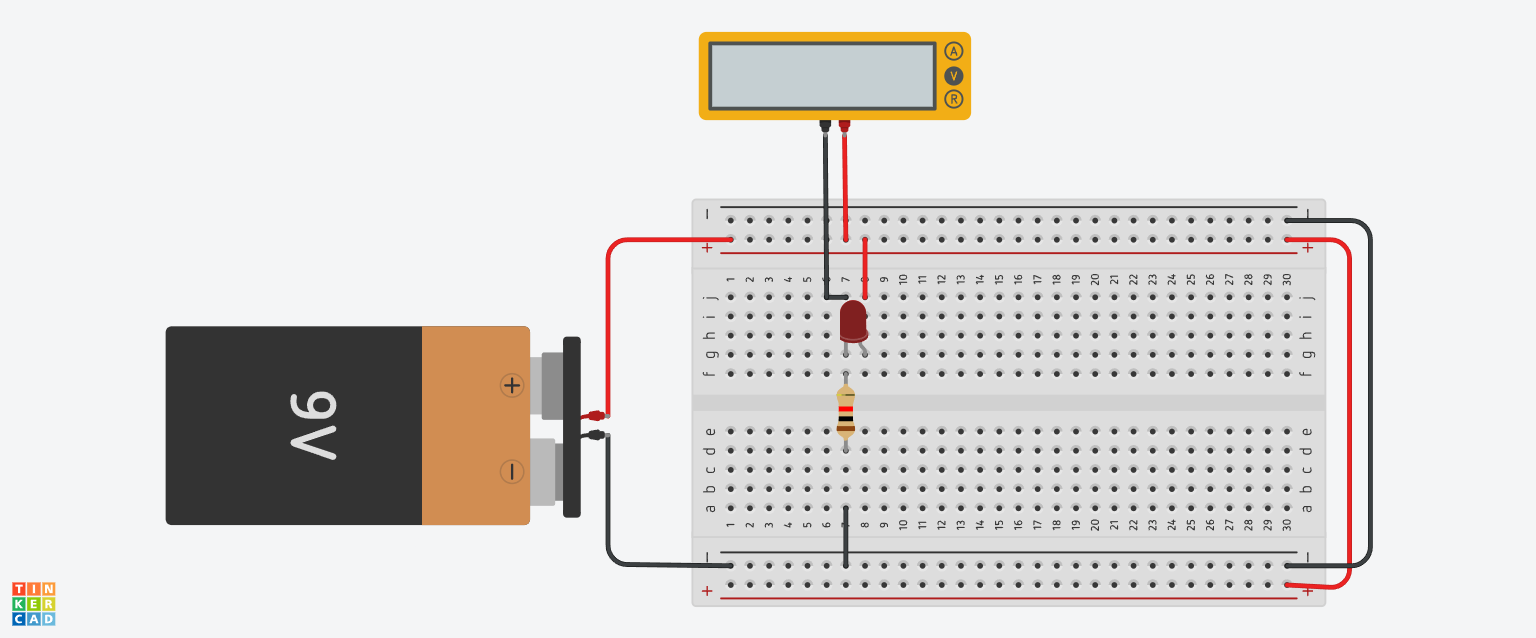 A
V
R
− −
+ +
1 2 3 4 5 7 9 10 11 12 13 14 15 16 17 18 19 20 21 22 23 24 25 26 27 28 29 30
j j
i i
h h
g g
f f
+
9V
−
e e
d d
c c
b b
a a
1 2 3 4 5 6 8 9 10 11 12 13 14 15 16 17 18 19 20 21 22 23 24 25 26 27 28 29 30
− −
+ +
TIN
KER
CAD